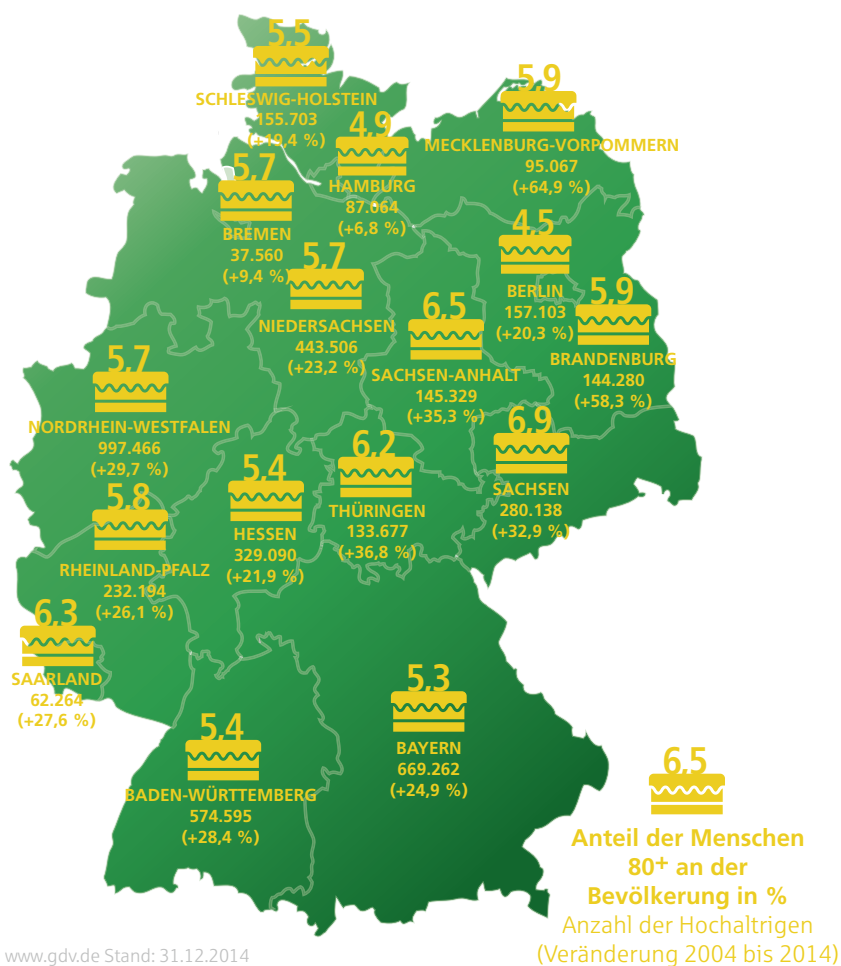 5,5
SCHLESWIG-HOLSTEIN
155.703
(+19,4 %)
5,9
MECKLENBURG-VORPOMMERN
95.067
(+64,9 %)
4,9
HAMBURG
87.064
(+6,8 %)
5,7
BREMEN
37.560
(+9,4 %)
4,5
BERLIN
157.103
(+20,3 %)
5,7
NIEDERSACHSEN
443.506
(+23,2 %)
5,9
BRANDENBURG
144.280
(+58,3 %)
6,5
SACHSEN-ANHALT
145.329
(+35,3 %)
5,7
NORDRHEIN-WESTFALEN
997.466
(+29,7 %)
6,9
SACHSEN
280.138
(+32,9 %)
6,2
THÜRINGEN
133.677
(+36,8 %)
5,4
HESSEN
329.090
(+21,9 %)
5,8
RHEINLAND-PFALZ
232.194
(+26,1 %)
6,3
SAARLAND
62.264
(+27,6 %)
5,3
BAYERN
669.262
(+24,9 %)
5,4
BADEN-WÜRTTEMBERG
574.595
(+28,4 %)
6,5
Anteil der Menschen
80+ an der
Bevölkerung in %
Anzahl der Hochaltrigen
(Veränderung 2004 bis 2014)
www.gdv.de Stand: 31.12.2014